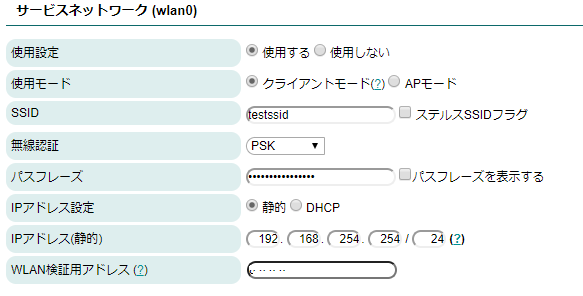 サービスネットワーク (wlan0)
使用設定 使用する 使用しない
使用モード クライアントモード(?) APモード
SSID testssid ステルスSSIDフラグ
無線認証 PSK ▼
パスフレーズ •••••••••••••••• パスフレーズを表示する
IPアドレス設定 静的 DHCP
IPアドレス(静的) 192. 168. 254. 254 / 24 (?)
WLAN検証用アドレス (?)